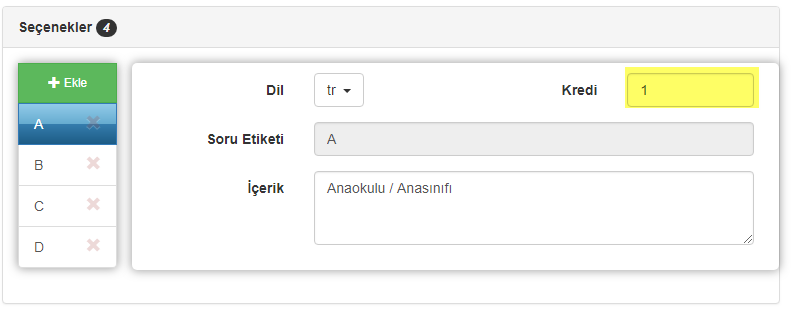 Seçenekler 4
Ekle
A
B
C
D
Dil tr Kredi 1
Soru Etiketi A
İçerik Anaokulu / Anasınıfı